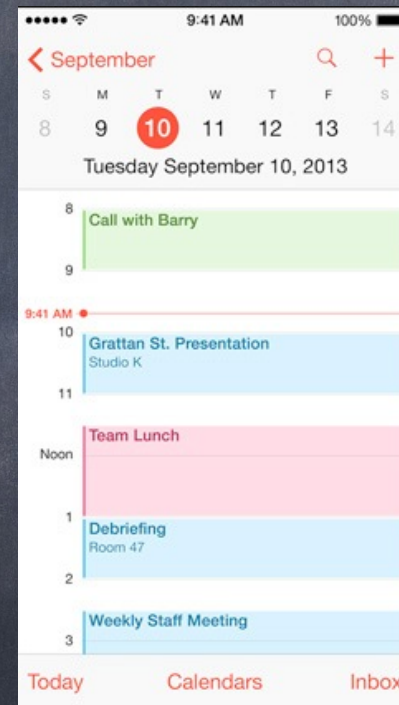 9:41 AM 100%
September
S M T W T F S
8 9 10 11 12 13 14
Tuesday September 10, 2013
8
Call with Barry
9
9:41 AM
10
Grattan St. Presentation
Studio K
11
Team Lunch
Noon
1
Debriefing
Room 47
2
Weekly Staff Meeting
3
Today Calendars Inbox